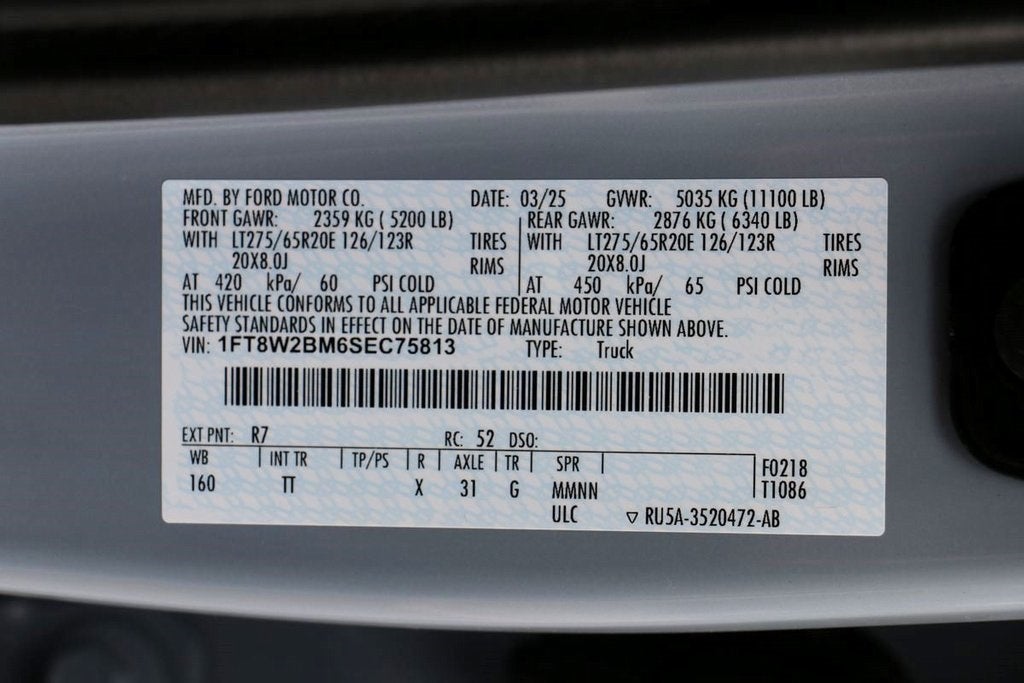 MFD. BY FORD MOTOR CO. DATE: 03/25 GVWR: 5035 KG (11100 LB)
FRONT GAWR: 2359 KG ( 5200 LB) REAR GAWR: 2876 KG ( 6340 LB)
WITH LT275/65R20E 126/123R TIRES WITH LT275/65R20E 126/123R TIRES
20X8.0J RIMS 20X8.0J RIMS
AT 420 kPa/ 60 PSI COLD AT 450 kPa/ 65 PSI COLD
THIS VEHICLE CONFORMS TO ALL APPLICABLE FEDERAL MOTOR VEHICLE
SAFETY STANDARDS IN EFFECT ON THE DATE OF MANUFACTURE SHOWN ABOVE.
VIN: 1FT8W2BM6SEC75813 TYPE: Truck
EXT PNT: R7 RC: 52 DSO:
WB INT TR TP/PS R AXLE TR SPR F0218
160 TT X 31 G MMNN T1086
ULC ▽ RU5A-3520472-AB